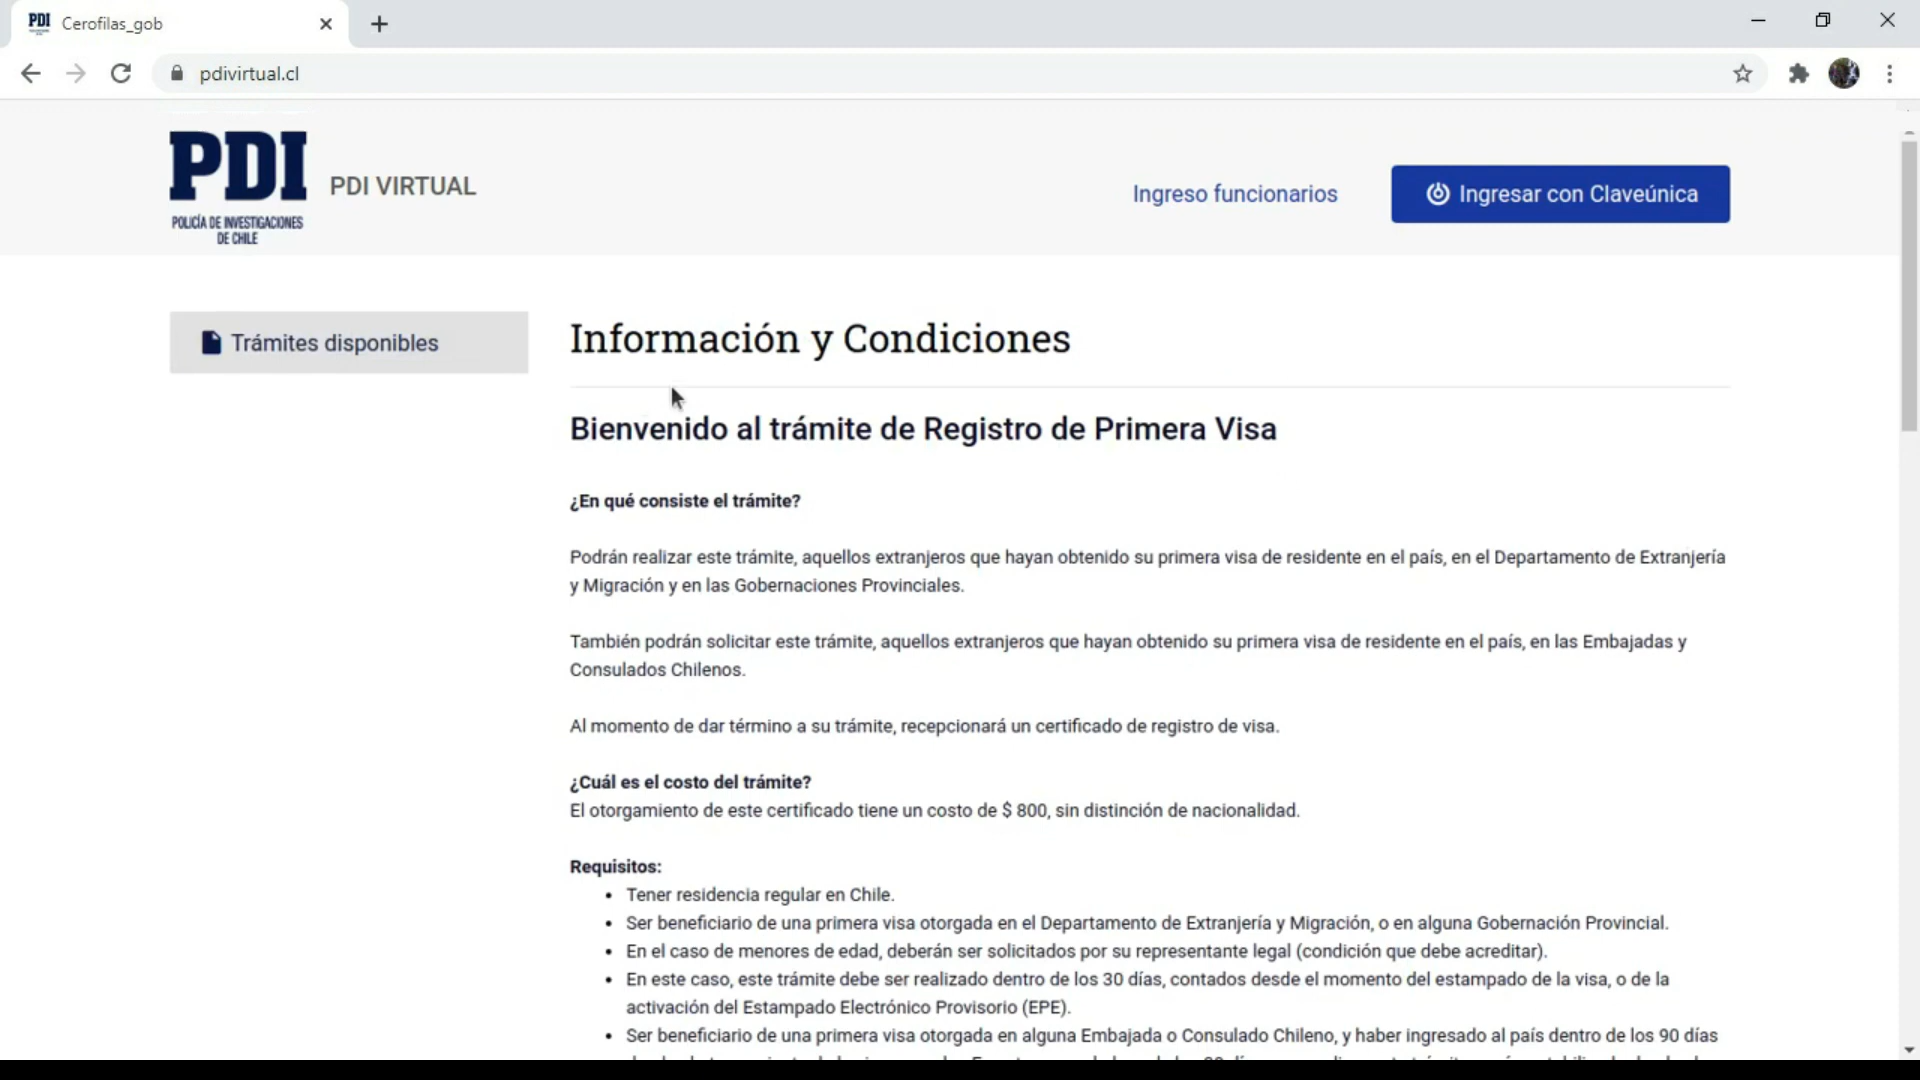 Cerofilas_gob
pdivirtual.cl
PDI
POLICÍA DE INVESTIGACIONES
DE CHILE
PDI VIRTUAL
Ingreso funcionarios
Ingresar con Claveúnica
Trámites disponibles
Información y Condiciones
Bienvenido al trámite de Registro de Primera Visa
¿En qué consiste el trámite?
Podrán realizar este trámite, aquellos extranjeros que hayan obtenido su primera visa de residente en el país, en el Departamento de Extranjería
y Migración y en las Gobernaciones Provinciales.
También podrán solicitar este trámite, aquellos extranjeros que hayan obtenido su primera visa de residente en el país, en las Embajadas y
Consulados Chilenos.
Al momento de dar término a su trámite, recepcionará un certificado de registro de visa.
¿Cuál es el costo del trámite?
El otorgamiento de este certificado tiene un costo de $ 800, sin distinción de nacionalidad.
Requisitos:
• Tener residencia regular en Chile.
• Ser beneficiario de una primera visa otorgada en el Departamento de Extranjería y Migración, o en alguna Gobernación Provincial.
• En el caso de menores de edad, deberán ser solicitados por su representante legal (condición que debe acreditar).
• En este caso, este trámite debe ser realizado dentro de los 30 días, contados desde el momento del estampado de la visa, o de la
activación del Estampado Electrónico Provisorio (EPE).
• Ser beneficiario de una primera visa otorgada en alguna Embajada o Consulado Chileno, y haber ingresado al país dentro de los 90 días